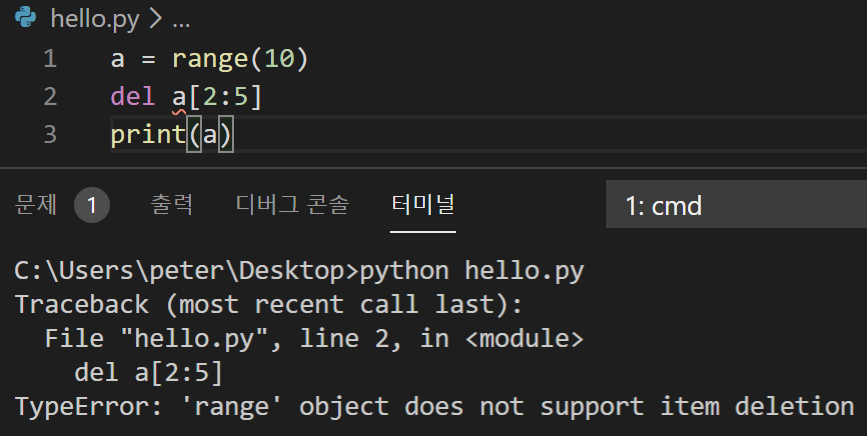 hello.py > ...
1 a = range(10)
2 del a[2:5]
3 print(a)
문제 1 출력 디버그 콘솔 터미널 1: cmd
C:\Users\peter\Desktop>python hello.py
Traceback (most recent call last):
  File "hello.py", line 2, in <module>
    del a[2:5]
TypeError: 'range' object does not support item deletion